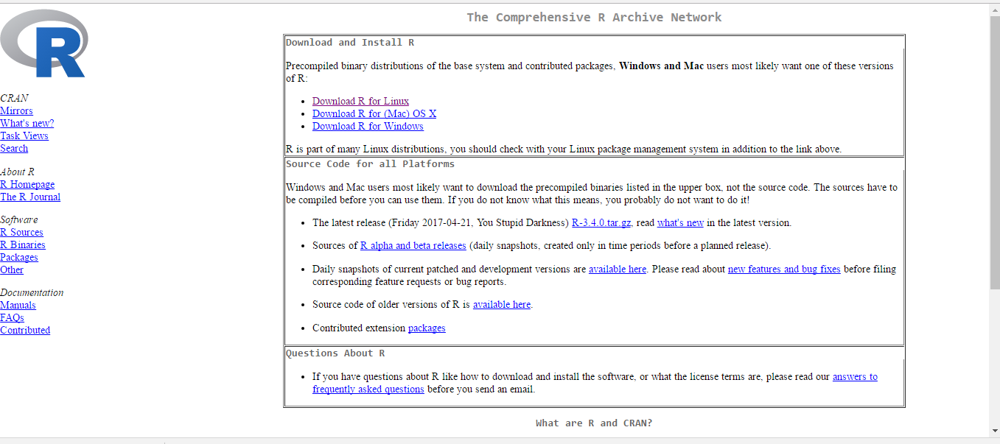 R
CRAN
Mirrors
What's new?
Task Views
Search
About R
R Homepage
The R Journal
Software
R Sources
R Binaries
Packages
Other
Documentation
Manuals
FAQs
Contributed
The Comprehensive R Archive Network
Download and Install R
Precompiled binary distributions of the base system and contributed packages, Windows and Mac users most likely want one of these versions
of R:
• Download R for Linux
• Download R for (Mac) OS X
• Download R for Windows
R is part of many Linux distributions, you should check with your Linux package management system in addition to the link above.
Source Code for all Platforms
Windows and Mac users most likely want to download the precompiled binaries listed in the upper box, not the source code. The sources have to
be compiled before you can use them. If you do not know what this means, you probably do not want to do it!
• The latest release (Friday 2017-04-21, You Stupid Darkness) R-3.4.0.tar.gz, read what's new in the latest version.
• Sources of R alpha and beta releases (daily snapshots, created only in time periods before a planned release).
• Daily snapshots of current patched and development versions are available here. Please read about new features and bug fixes before filing
corresponding feature requests or bug reports.
• Source code of older versions of R is available here.
• Contributed extension packages
Questions About R
• If you have questions about R like how to download and install the software, or what the license terms are, please read our answers to
frequently asked questions before you send an email.
What are R and CRAN?